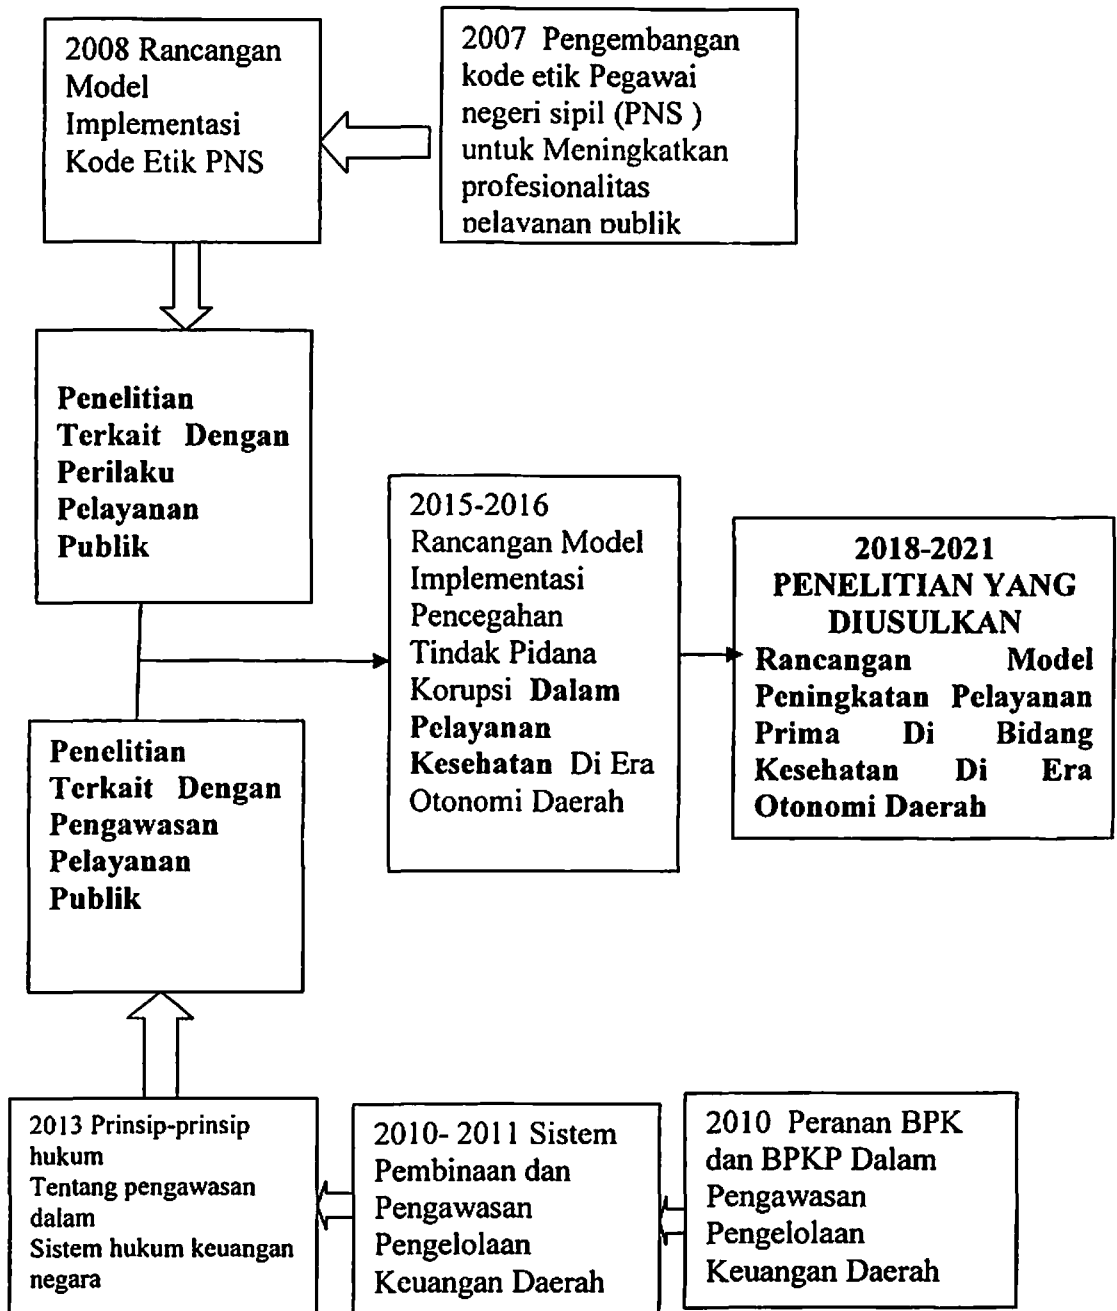 2008 Rancangan
Model
Implementasi
Kode Etik PNS
2007 Pengembangan
kode etik Pegawai
negeri sipil (PNS )
untuk Meningkatkan
profesionalitas
pelayanan publik
Penelitian
Terkait Dengan
Perilaku
Pelayanan
Publik
2015-2016
Rancangan Model
Implementasi
Pencegahan
Tindak Pidana
Korupsi Dalam
Pelayanan
Kesehatan Di Era
Otonomi Daerah
2018-2021
PENELITIAN YANG
DIUSULKAN
Rancangan Model
Peningkatan Pelayanan
Prima Di Bidang
Kesehatan Di Era
Otonomi Daerah
Penelitian
Terkait Dengan
Pengawasan
Pelayanan
Publik
2013 Prinsip-prinsip
hukum
Tentang pengawasan
dalam
Sistem hukum keuangan
negara
2010- 2011 Sistem
Pembinaan dan
Pengawasan
Pengelolaan
Keuangan Daerah
2010 Peranan BPK
dan BPKP Dalam
Pengawasan
Pengelolaan
Keuangan Daerah